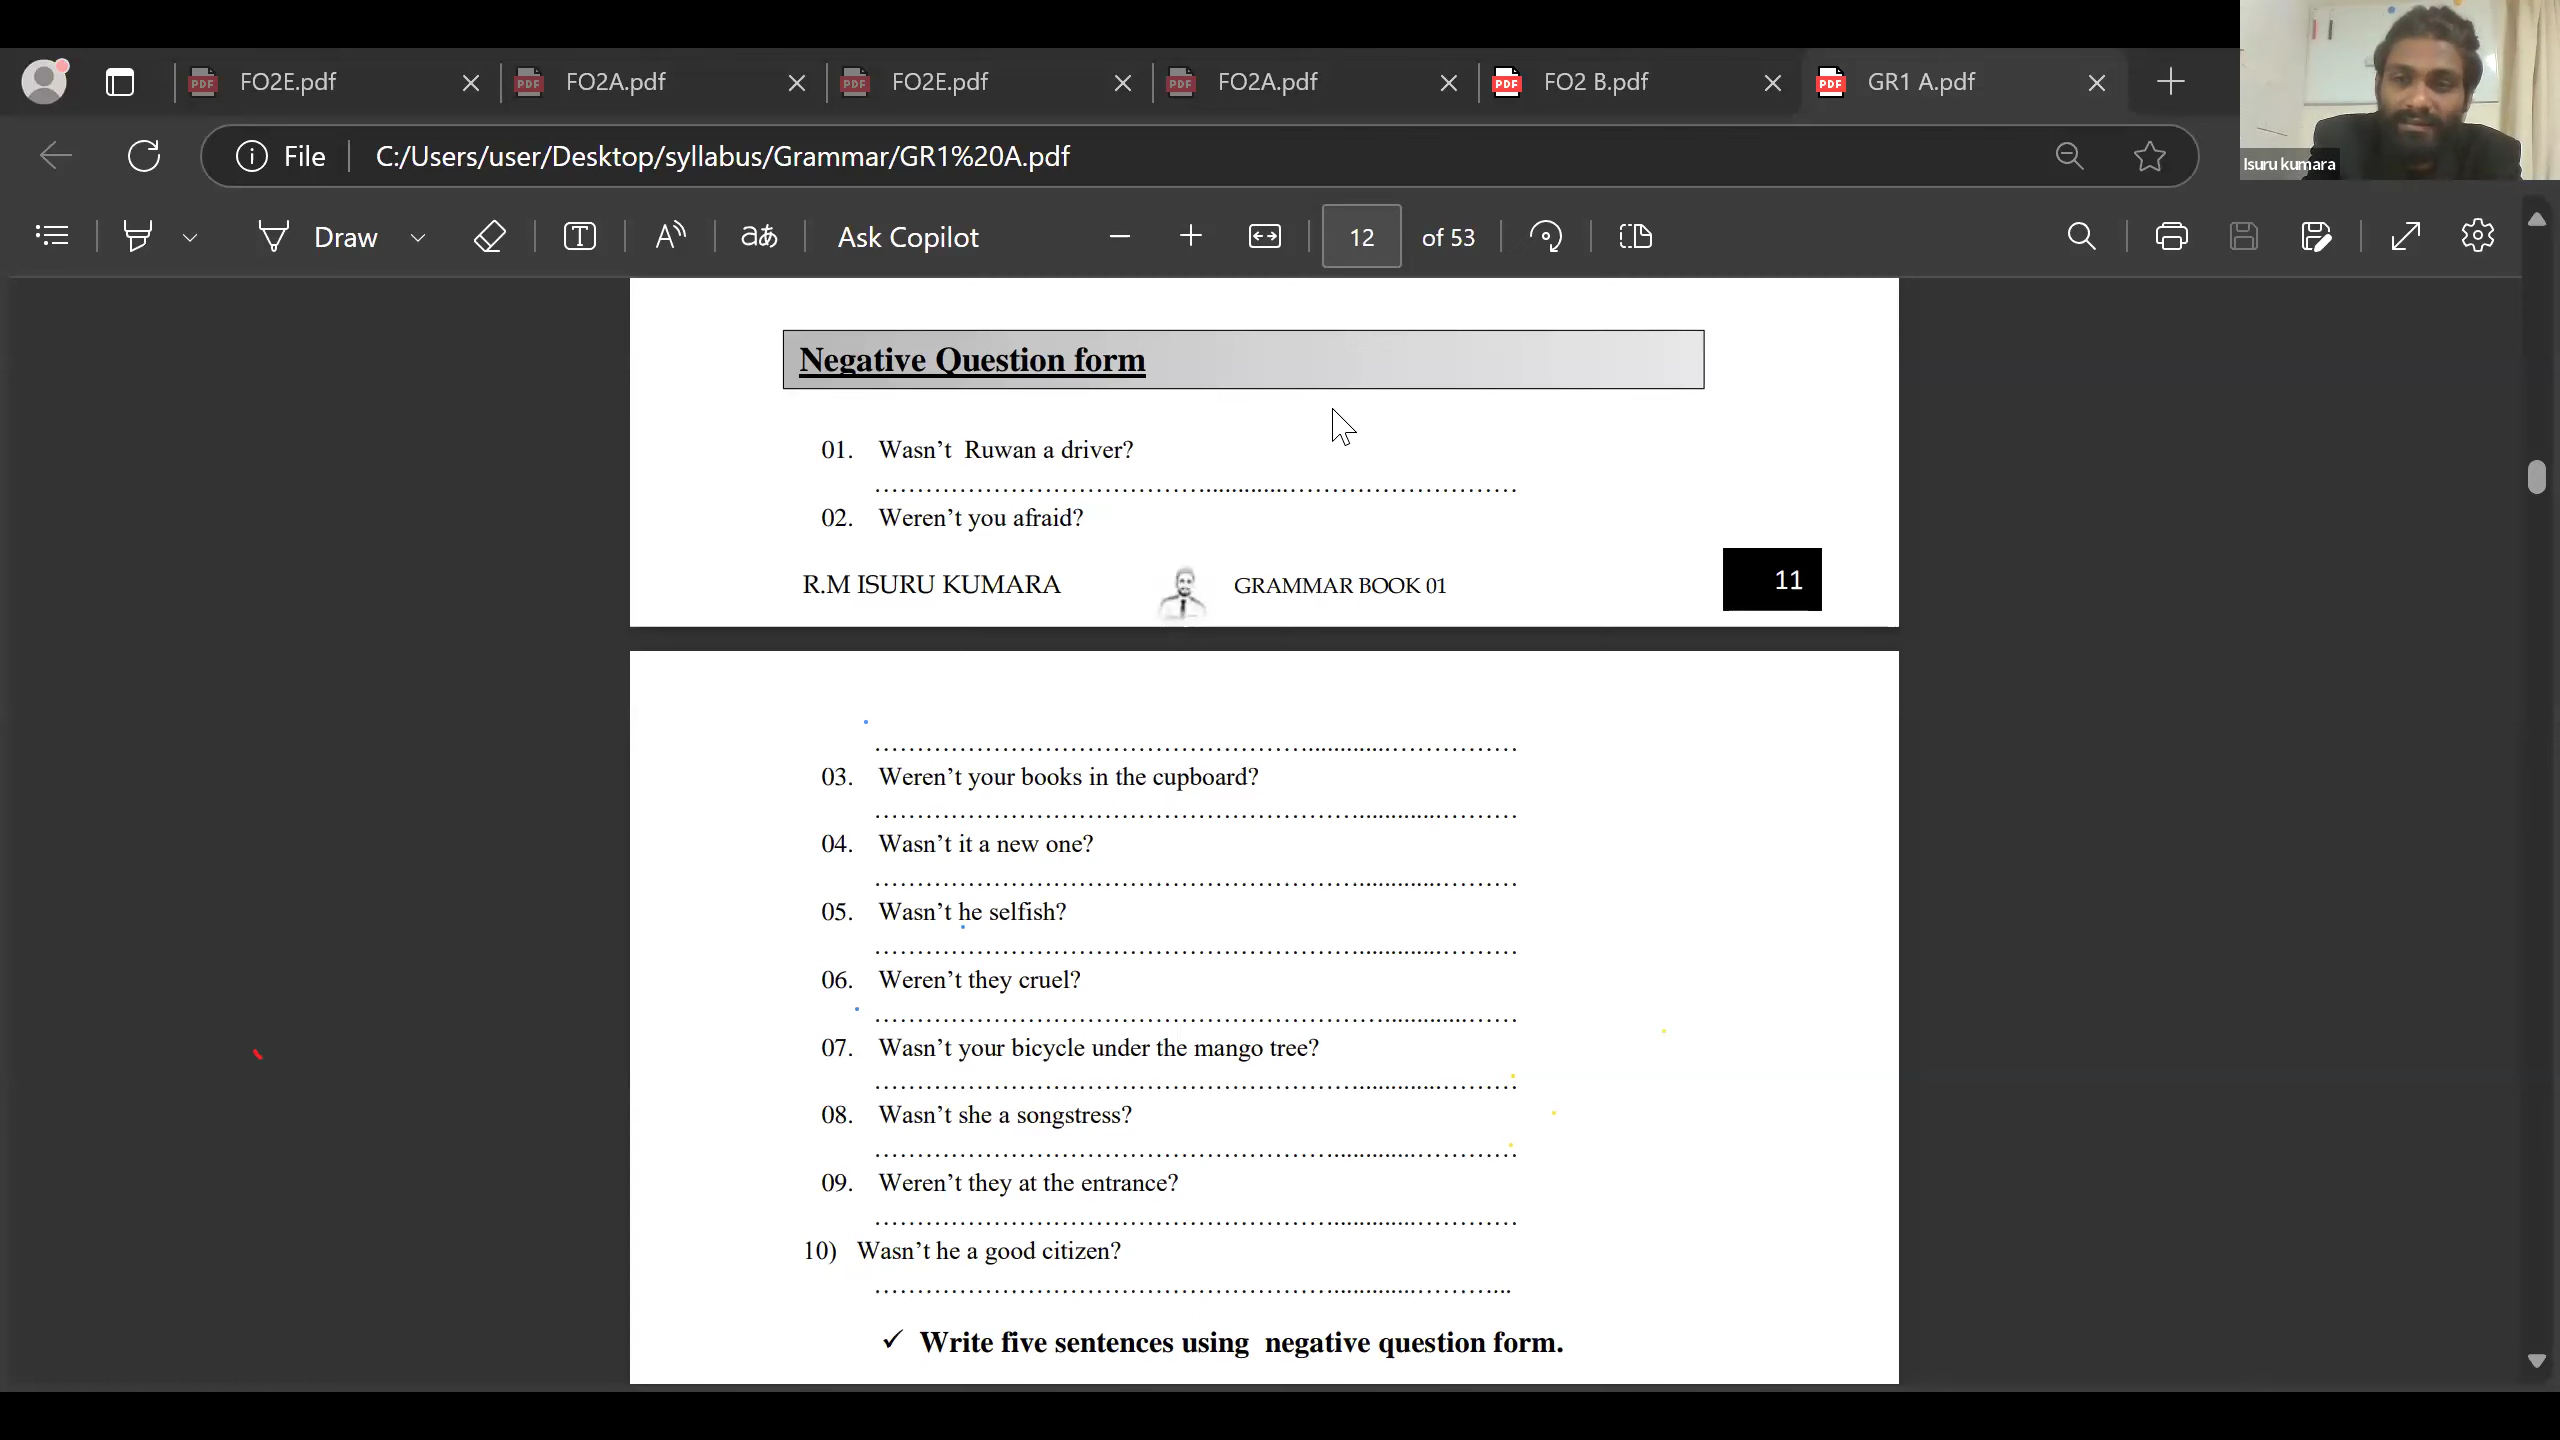 FO2E.pdf FO2A.pdf FO2E.pdf FO2A.pdf FO2 B.pdf GR1 A.pdf
File C:/Users/user/Desktop/syllabus/Grammar/GR1%20A.pdf
Isuru kumara
Draw aあ Ask Copilot 12 of 53
Negative Question form
01. Wasn’t Ruwan a driver?
………………………………….............………………………
02. Weren’t you afraid?
R.M ISURU KUMARA GRAMMAR BOOK 01 11
……………………………………………..............……………
03. Weren’t your books in the cupboard?
…………………………………………………..............………
04. Wasn’t it a new one?
…………………………………………………..............………
05. Wasn’t he selfish?
…………………………………………………..............………
06. Weren’t they cruel?
……………………………………………………..............……
07. Wasn’t your bicycle under the mango tree?
…………………………………………………..............………
08. Wasn’t she a songstress?
………………………………………………..............…………
09. Weren’t they at the entrance?
………………………………………………..............…………
10) Wasn’t he a good citizen?
………………………………………………..............………...
✓ Write five sentences using negative question form.